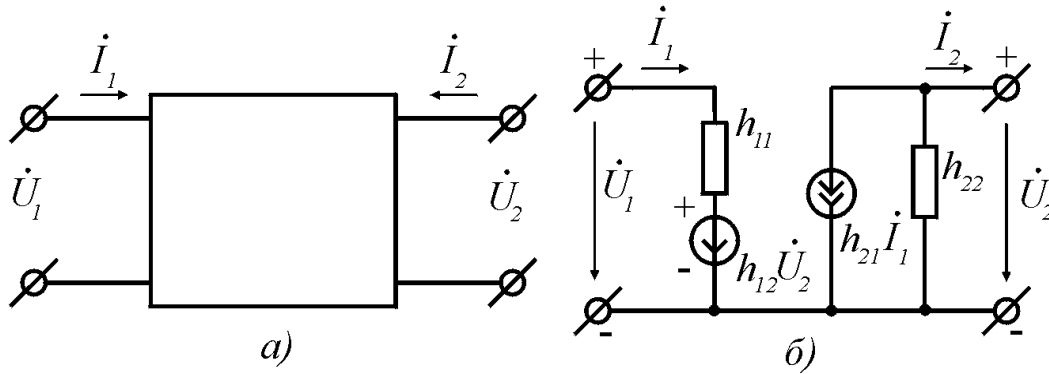 İ₁
İ₂
U̇₁
U̇₂
а)
+
İ₁
İ₂
+
h₁₁
U̇₁
+
-
h₁₂U̇₂
h₂₁İ₁
h₂₂
U̇₂
-
-
б)